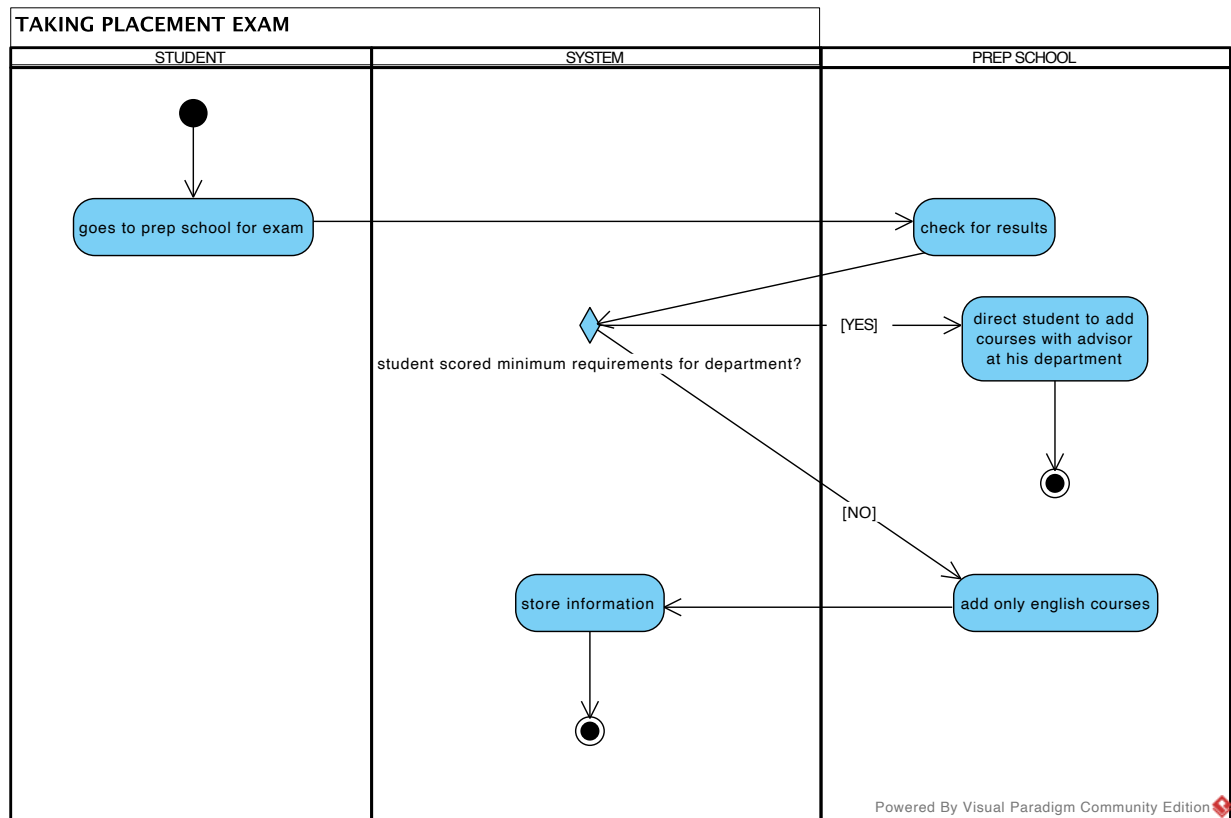 TAKING PLACEMENT EXAM
STUDENT
SYSTEM
PREP SCHOOL
goes to prep school for exam
check for results
student scored minimum requirements for department?
[YES]
direct student to add
courses with advisor
at his department
[NO]
store information
add only english courses
Powered By Visual Paradigm Community Edition